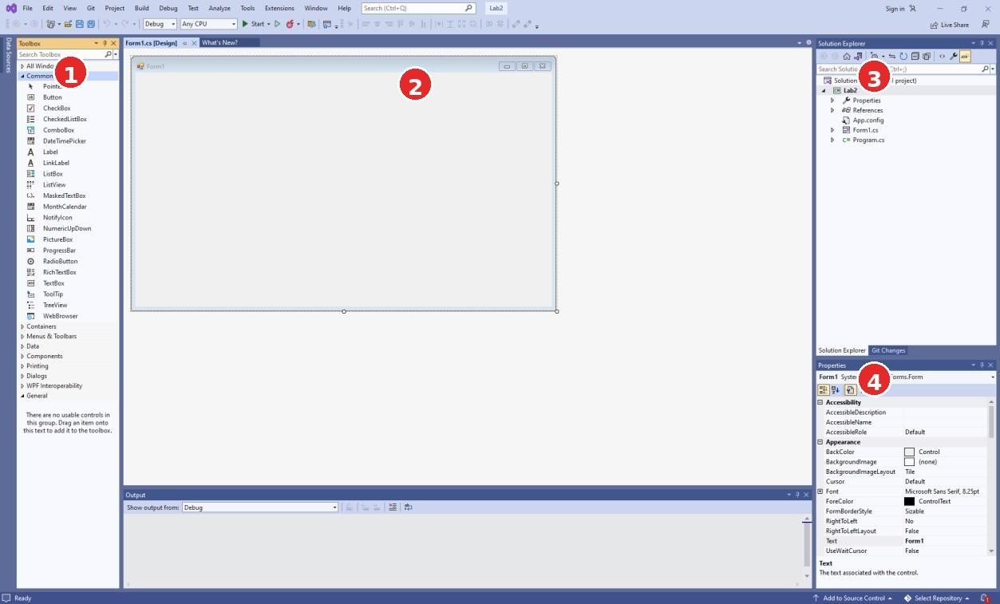 File Edit View Git Project Build Debug Test Analyze Tools Extensions Window Help Search (Ctrl+Q) Lab2 Sign in
Debug Any CPU Start Live Share
Data Sources
Toolbox
Search Toolbox
All Windo
Common
Pointe
Button
CheckBox
CheckedListBox
ComboBox
DateTimePicker
Label
LinkLabel
ListBox
ListView
MaskedTextBox
MonthCalendar
NotifyIcon
NumericUpDown
PictureBox
ProgressBar
RadioButton
RichTextBox
TextBox
ToolTip
TreeView
WebBrowser
Containers
Menus & Toolbars
Data
Components
Printing
Dialogs
WPF Interoperability
General
There are no usable controls in
this group. Drag an item onto
this text to add it to the toolbox.
1
Form1.cs [Design] What's New?
Form1
2
Output
Show output from: Debug
Solution Explorer
Search Solutio Ctrl+;)
3
Solution 1 project)
Lab2
Properties
References
App.config
Form1.cs
C# Program.cs
Solution Explorer Git Changes
Properties
Form1 Syste Forms.Form
4
Accessibility
AccessibleDescription
AccessibleName
AccessibleRole Default
Appearance
BackColor Control
BackgroundImage (none)
BackgroundImageLayout Tile
Cursor Default
Font Microsoft Sans Serif, 8.25pt
ForeColor ControlText
FormBorderStyle Sizable
RightToLeft No
RightToLeftLayout False
Text Form1
UseWaitCursor False
Text
The text associated with the control.
Ready Add to Source Control Select Repository 1